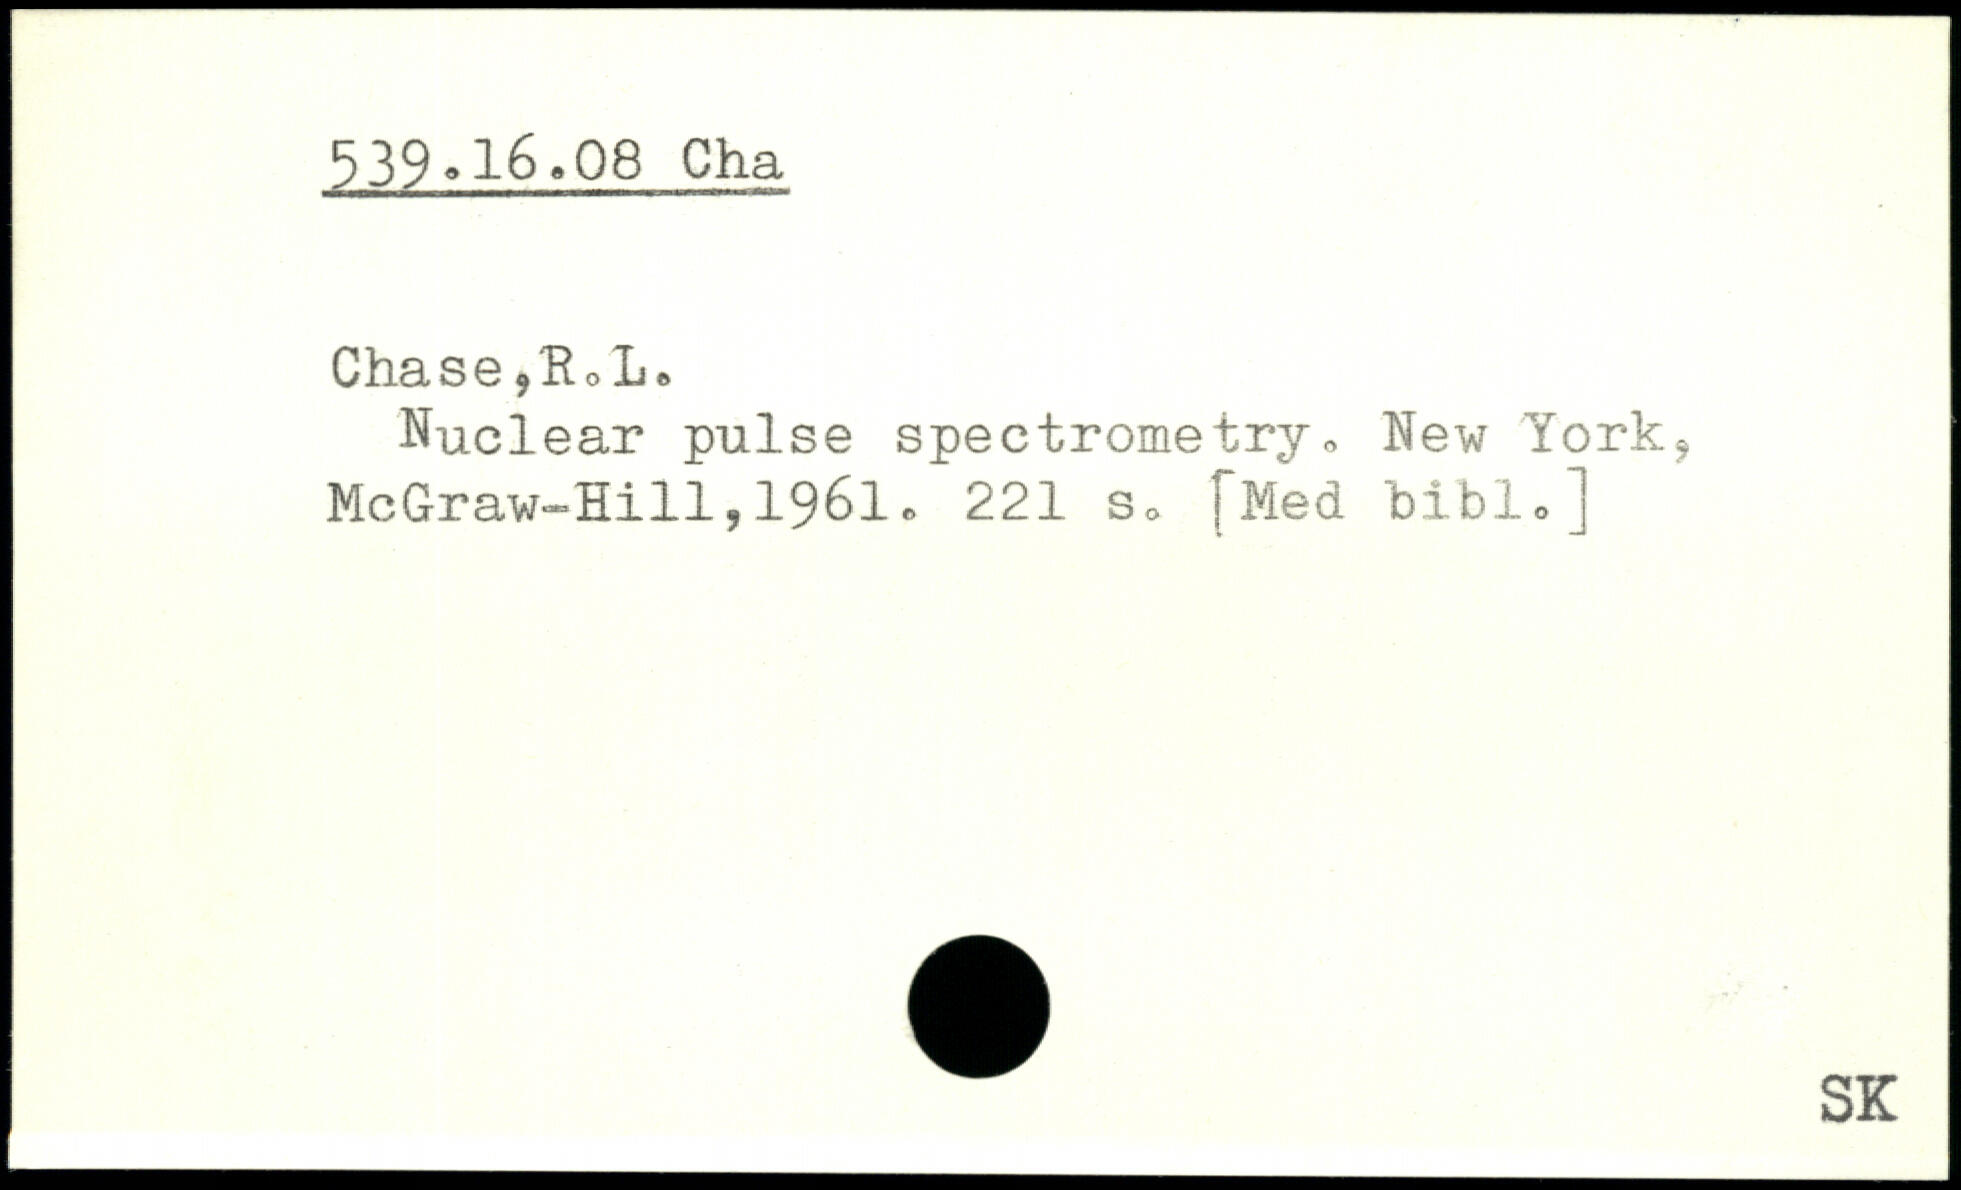 539.16.08 Cha
Chase,R.L.
Nuclear pulse spectrometry. New York,
McGraw-Hill,1961. 221 s. [Med bibl.]
SK